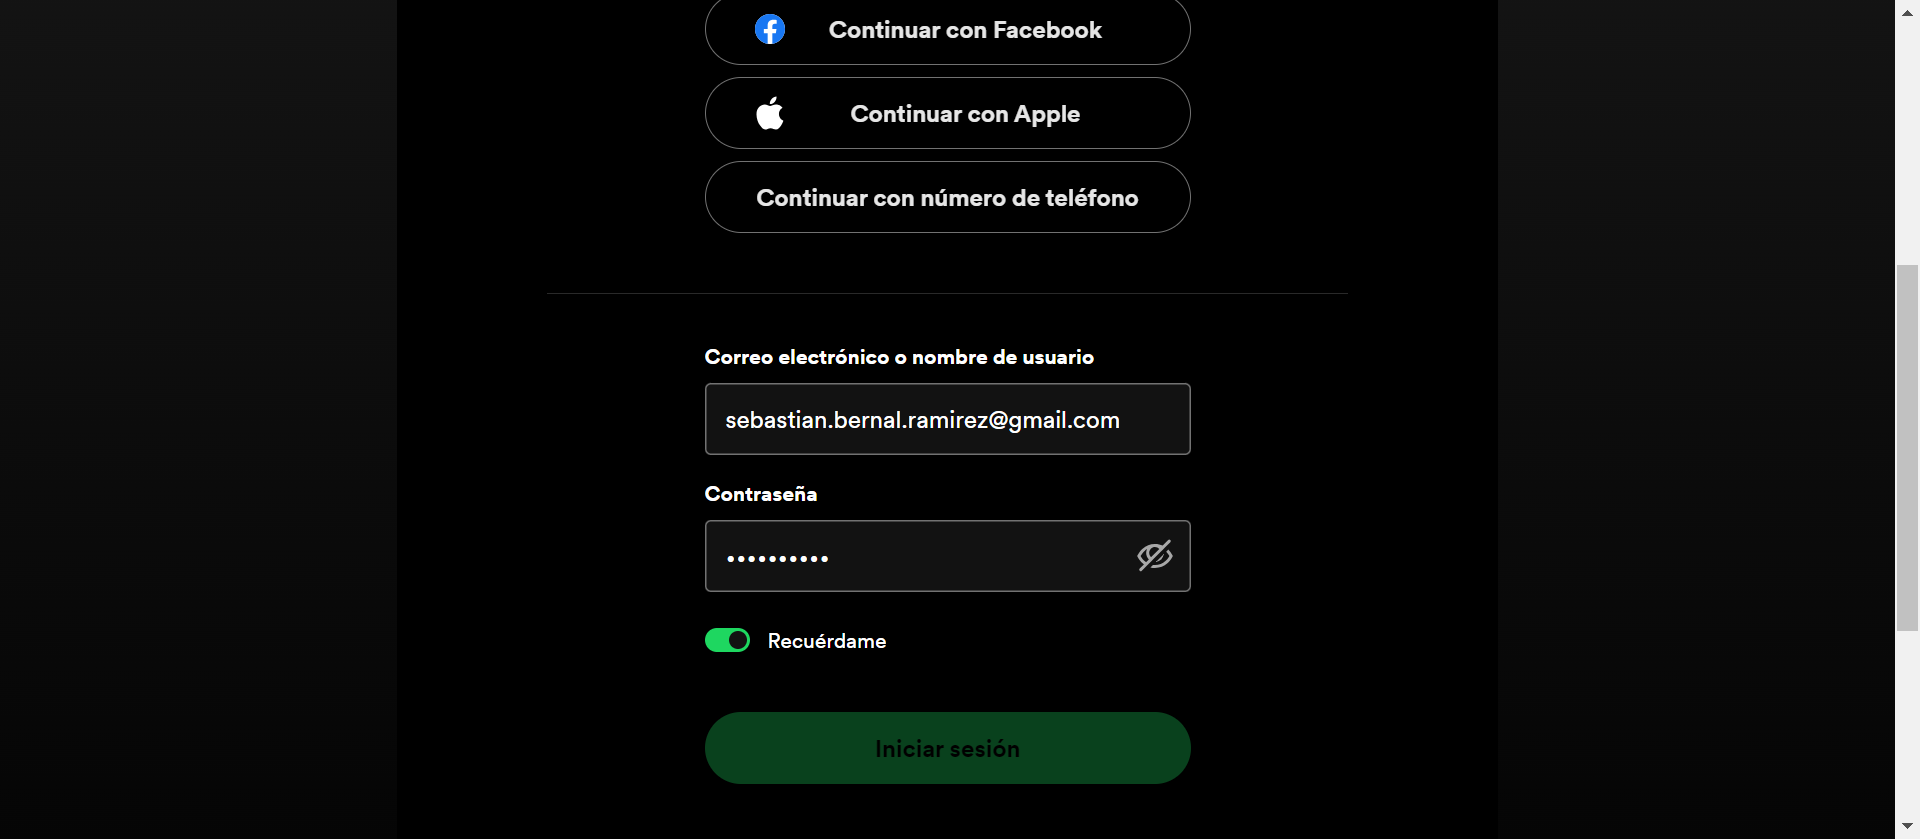 Continuar con Facebook
Continuar con Apple
Continuar con número de teléfono
Correo electrónico o nombre de usuario
sebastian.bernal.ramirez@gmail.com
Contraseña
••••••••••
Recuérdame
Iniciar sesión